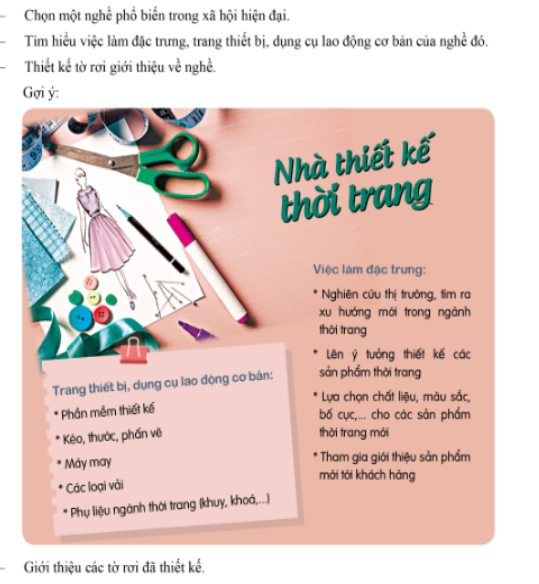 - Chọn một nghề phổ biến trong xã hội hiện đại.
- Tìm hiểu việc làm đặc trưng, trang thiết bị, dụng cụ lao động cơ bản của nghề đó.
- Thiết kế tờ rơi giới thiệu về nghề.
Gợi ý:
Nhà thiết kế
thời trang
Việc làm đặc trưng:
* Nghiên cứu thị trường, tìm ra
xu hướng mới trong ngành
thời trang
* Lên ý tưởng thiết kế các
sản phẩm thời trang
* Lựa chọn chất liệu, màu sắc,
bố cục,... cho các sản phẩm
thời trang mới
* Tham gia giới thiệu sản phẩm
mới tới khách hàng
Trang thiết bị, dụng cụ lao động cơ bản:
* Phần mềm thiết kế
* Kéo, thước, phấn vẽ
* Máy may
* Các loại vải
* Phụ liệu ngành thời trang (khuy, khoá,...)
- Giới thiệu các tờ rơi đã thiết kế.